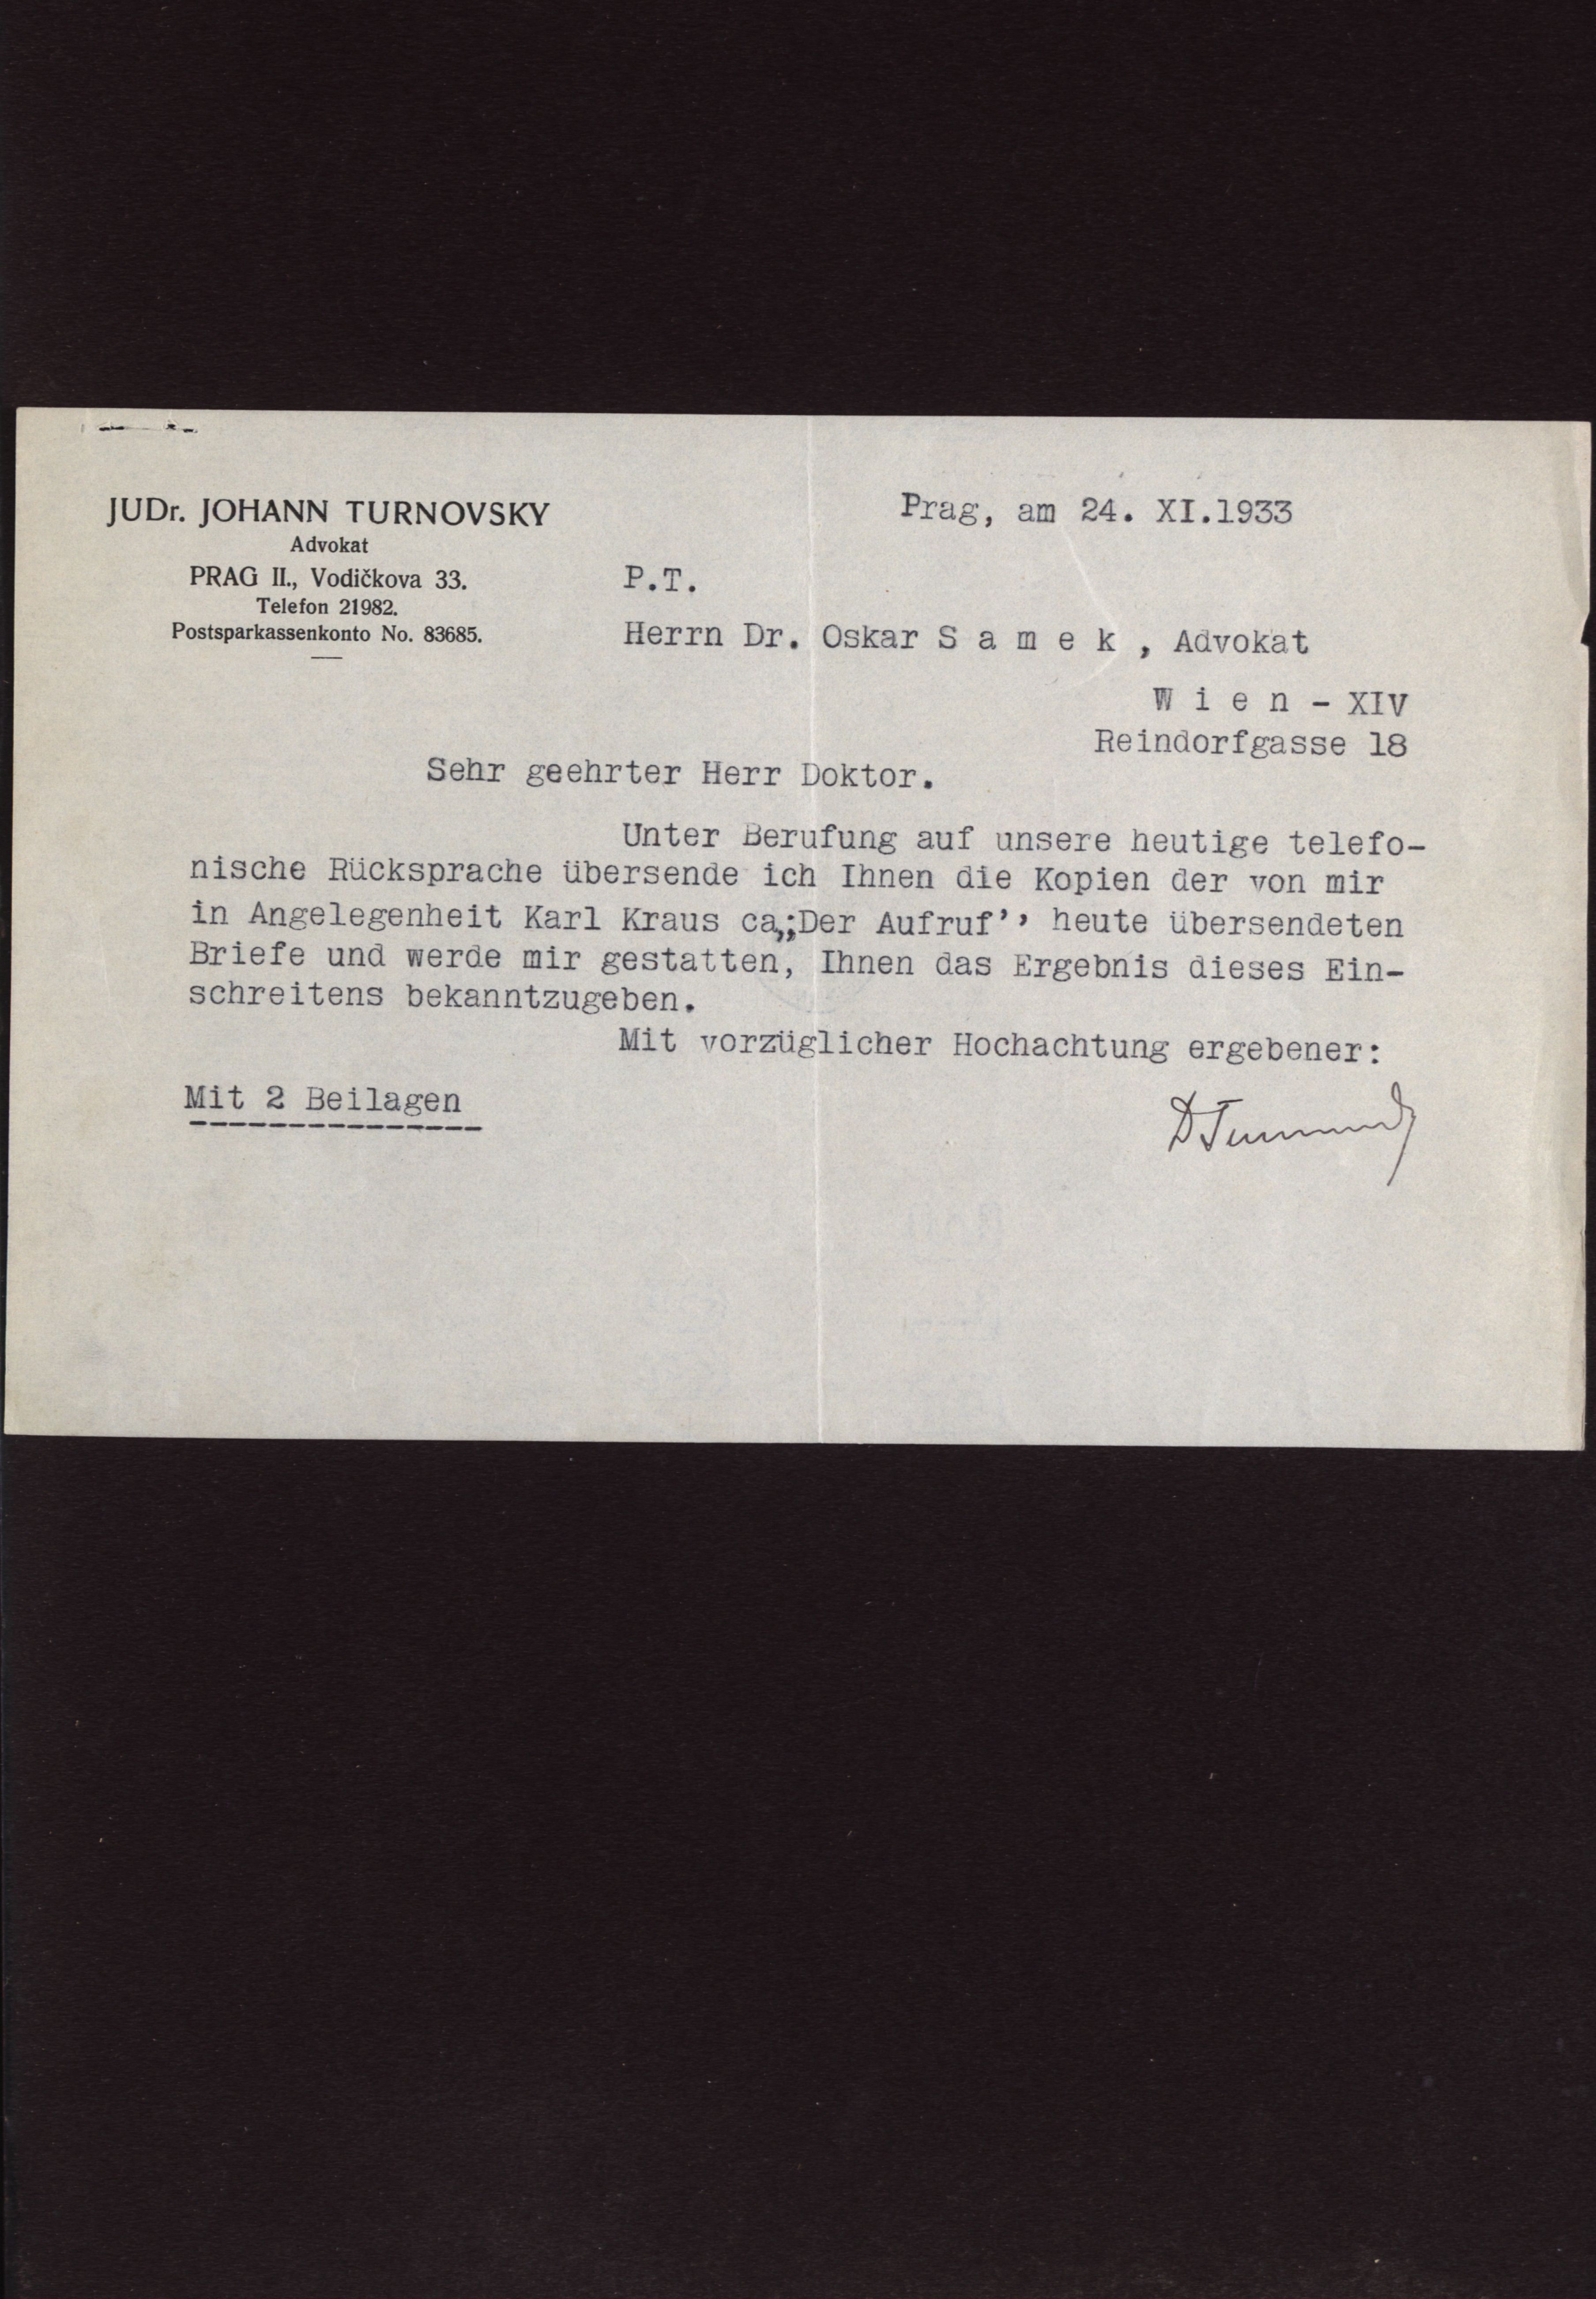 JUDr. JOHANN TURNOVSKY
Advokat
PRAG II., Vodičkova 33.
Telefon 21982.
Postsparkassenkonto No. 83685.
Prag, am 24. XI.1933
P.T.
Herrn Dr. Oskar S a m e k , Advokat
W i e n - XIV
Reindorfgasse 18
Sehr geehrter Herr Doktor.
Unter Berufung auf unsere heutige telefo-
nische Rücksprache übersende ich Ihnen die Kopien der von mir
in Angelegenheit Karl Kraus ca,,;Der Aufruf’’ heute übersendeten
Briefe und werde mir gestatten, Ihnen das Ergebnis dieses Ein-
schreitens bekanntzugeben.
Mit vorzüglicher Hochachtung ergebener:
Mit 2 Beilagen